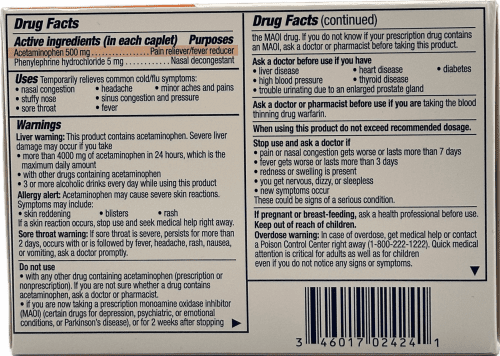 Drug Facts
Active ingredients (in each caplet) Purposes
Acetaminophen 500 mg....................Pain reliever/fever reducer
Phenylephrine hydrochloride 5 mg.............Nasal decongestant
Uses Temporarily relieves common cold/flu symptoms:
• nasal congestion • headache • minor aches and pains
• stuffy nose • sinus congestion and pressure
• sore throat • fever
Warnings
Liver warning: This product contains acetaminophen. Severe liver
damage may occur if you take
• more than 4000 mg of acetaminophen in 24 hours, which is the
maximum daily amount
• with other drugs containing acetaminophen
• 3 or more alcoholic drinks every day while using this product
Allergy alert: Acetaminophen may cause severe skin reactions.
Symptoms may include:
• skin reddening • blisters • rash
If a skin reaction occurs, stop use and seek medical help right away.
Sore throat warning: If sore throat is severe, persists for more than
2 days, occurs with or is followed by fever, headache, rash, nausea,
or vomiting, ask a doctor promptly.
Do not use
• with any other drug containing acetaminophen (prescription or
nonprescription). If you are not sure whether a drug contains
acetaminophen, ask a doctor or pharmacist.
• if you are now taking a prescription monoamine oxidase inhibitor
(MAOI) (certain drugs for depression, psychiatric, or emotional
conditions, or Parkinson's disease), or for 2 weeks after stopping
Drug Facts (continued)
the MAOI drug. If you do not know if your prescription drug contains
an MAOI, ask a doctor or pharmacist before taking this product.
Ask a doctor before use if you have
• liver disease • heart disease • diabetes
• high blood pressure • thyroid disease
• trouble urinating due to an enlarged prostate gland
Ask a doctor or pharmacist before use if you are taking the blood
thinning drug warfarin.
When using this product do not exceed recommended dosage.
Stop use and ask a doctor if
• pain or nasal congestion gets worse or lasts more than 7 days
• fever gets worse or lasts more than 3 days
• redness or swelling is present
• you get nervous, dizzy, or sleepless
• new symptoms occur
These could be signs of a serious condition.
If pregnant or breast-feeding, ask a health professional before use.
Keep out of reach of children.
Overdose warning: In case of overdose, get medical help or contact
a Poison Control Center right away (1-800-222-1222). Quick medical
attention is critical for adults as well as for children
even if you do not notice any signs or symptoms.
3 46017 02424 1